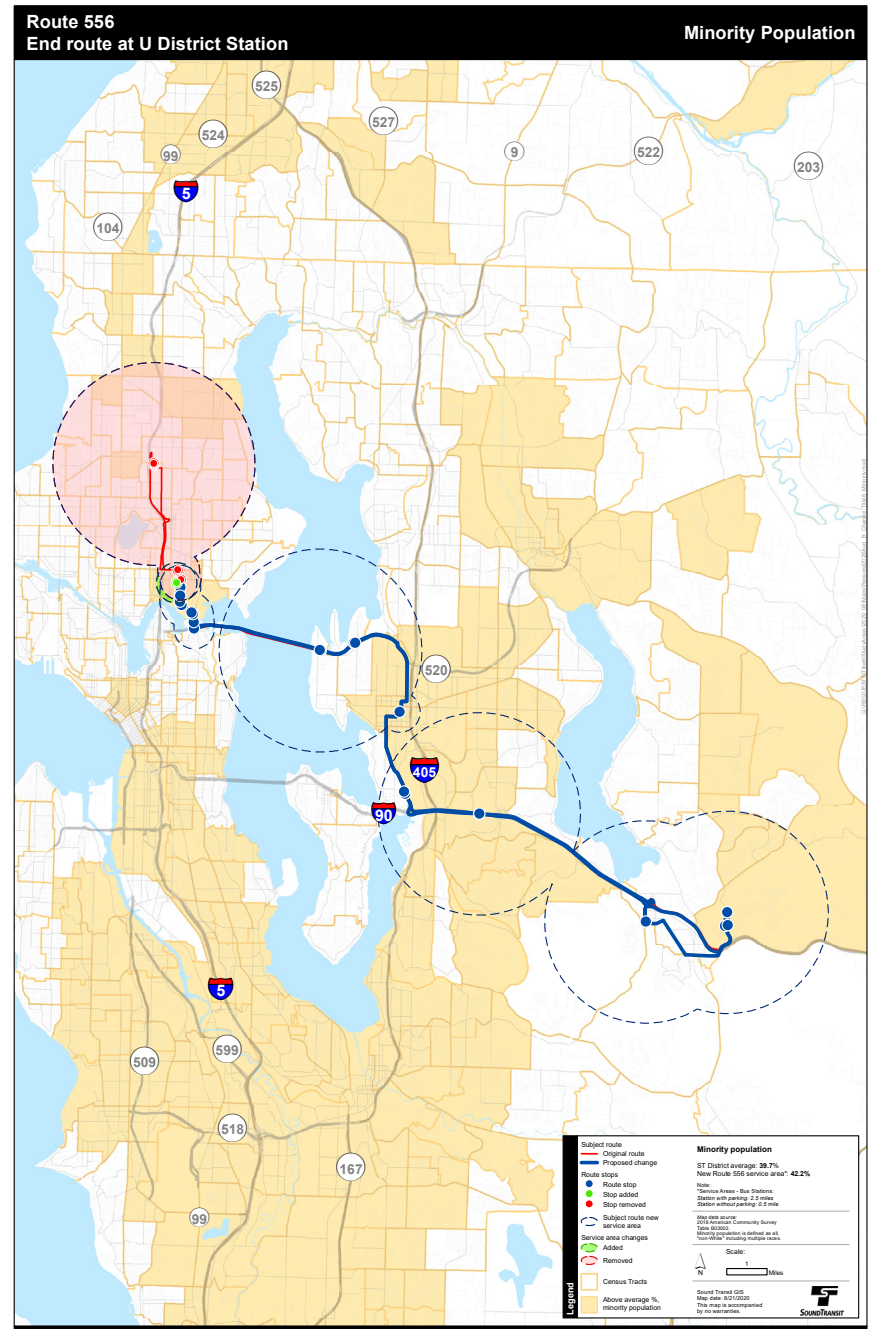 Route 556
End route at U District Station
Minority Population
525
527
524
99
9
522
203
5
104
520
405
90
5
509
599
518
167
99
Legend
Subject route
Original route
Proposed change
Route stops
Route stop
Stop added
Stop removed
Subject route new
service area
Service area changes
Added
Removed
Census Tracts
Above average %,
minority population
Minority population
ST District average: 39.7%
New Route 556 service area*: 42.2%
Note:
*Service Areas - Bus Stations:
Station with parking: 2.5 miles
Station without parking: 0.5 mile
Map data source:
2018 American Community Survey
Table B03002.
Minority population is defined as all,
"non-White" including multiple races.
Scale:
1
Miles
N
Sound Transit GIS
Map date: 8/21/2020
This map is accompanied
by no warranties.
SOUNDTRANSIT